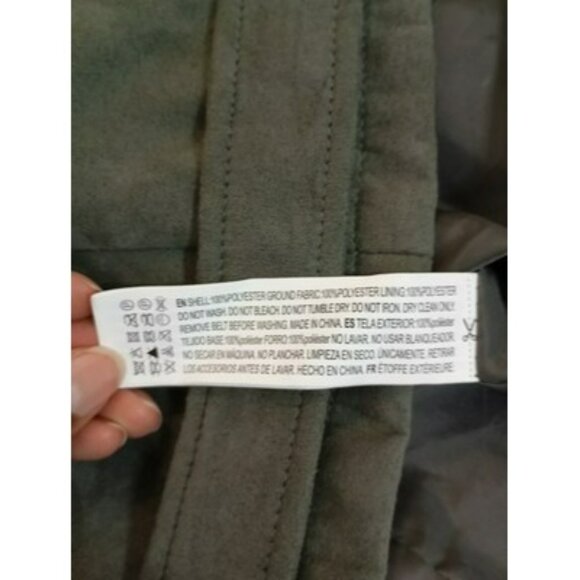 EN SHELL:100%POLYESTER GROUND FABRIC:100%POLYESTER LINING:100%POLYESTER
DO NOT WASH. DO NOT BLEACH. DO NOT TUMBLE DRY. DO NOT IRON. DRY CLEAN ONLY.
REMOVE BELT BEFORE WASHING. MADE IN CHINA. ES TELA EXTERIOR:100%poliéster
TEJIDO BASE:100%poliéster FORRO:100%poliéster NO LAVAR. NO USAR BLANQUEADOR.
NO SECAR EN MÁQUINA. NO PLANCHAR. LIMPIEZA EN SECO. ÚNICAMENTE. RETIRAR
LOS ACCESORIOS ANTES DE LAVAR. HECHO EN CHINA. FR ÉTOFFE EXTÉRIEURE: